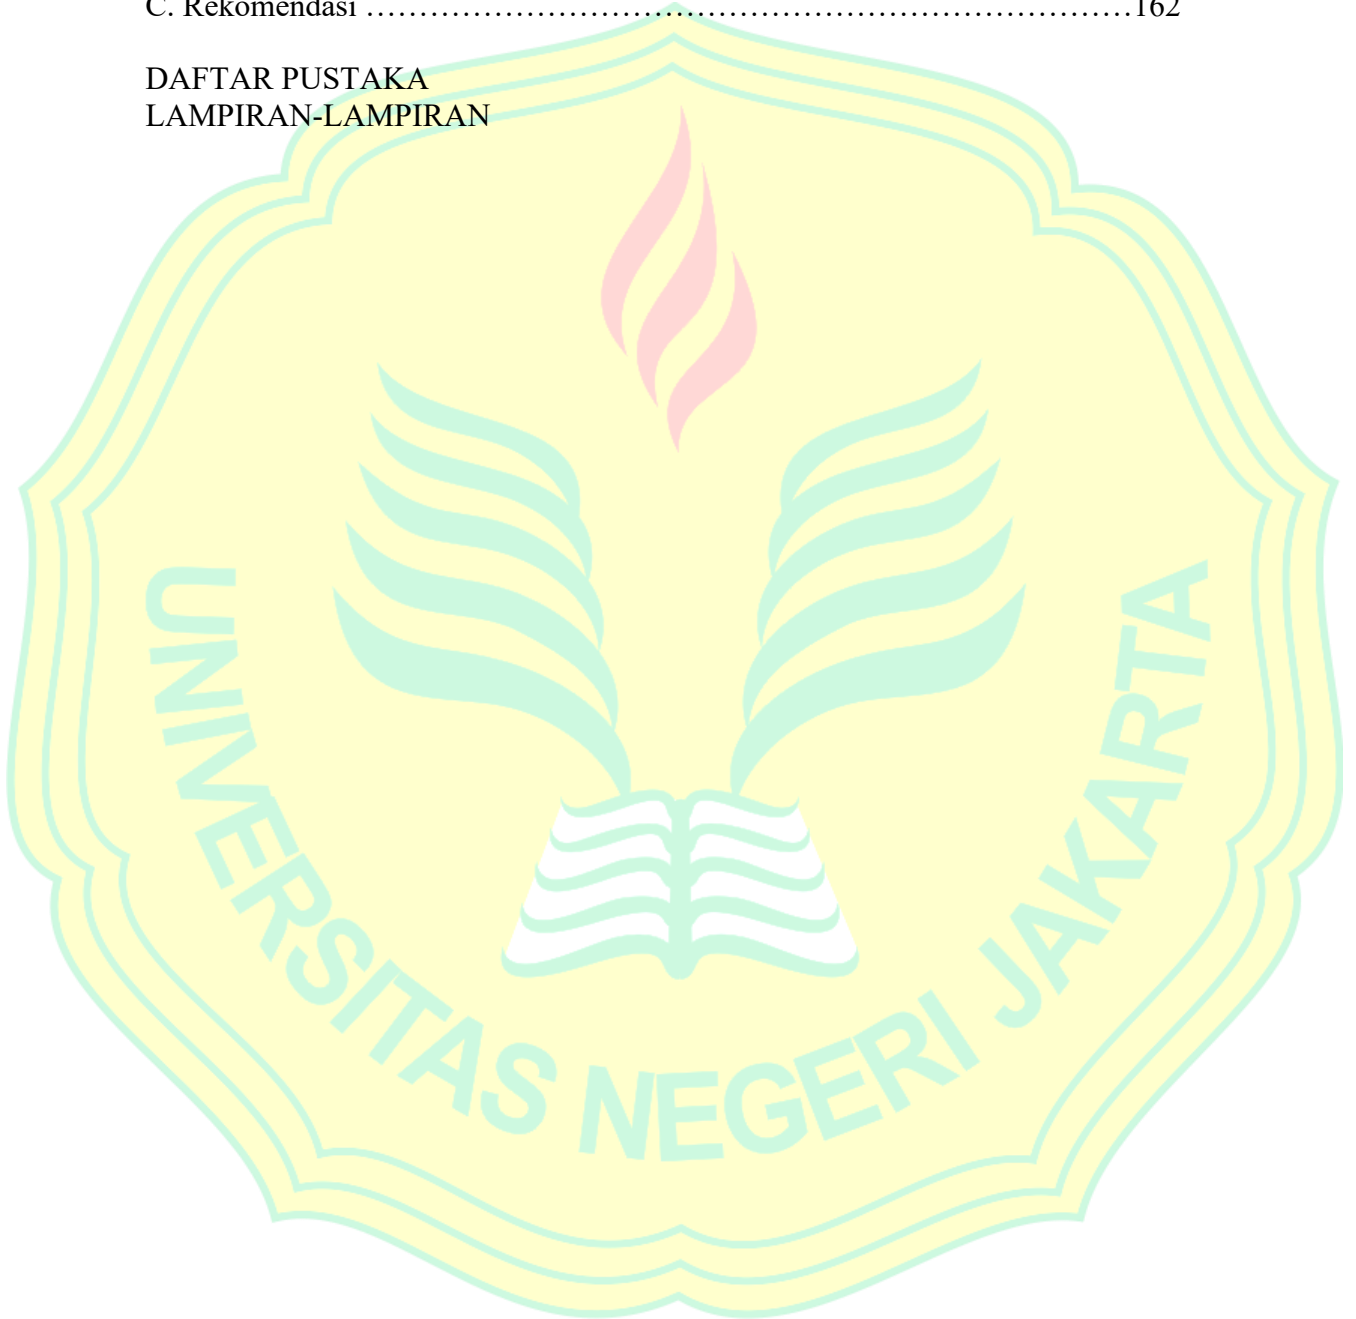 C. Rekomendasi ……………………………………………………………………162
DAFTAR PUSTAKA
LAMPIRAN-LAMPIRAN
UNIVERSITAS NEGERI JAKARTA